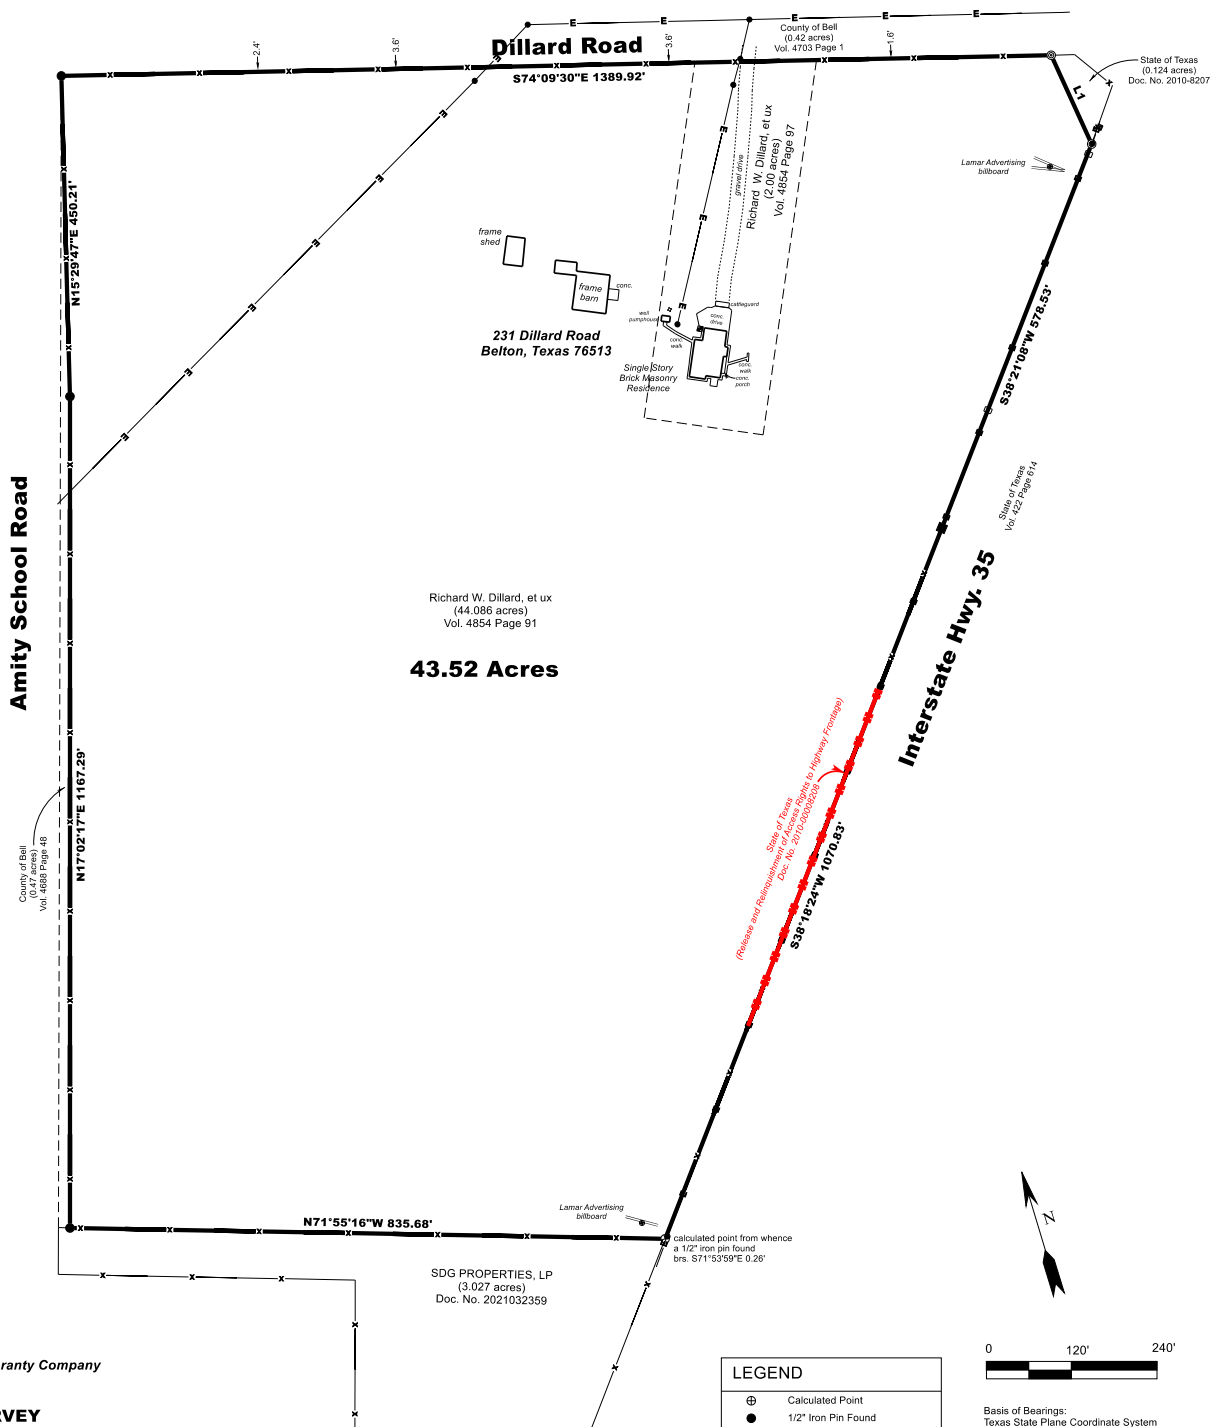 Dillard Road
S74°09'30"E 1389.92'
2.4'
3.6'
3.6'
1.6'
County of Bell
(0.42 acres)
Vol. 4703 Page 1
State of Texas
(0.124 acres)
Doc. No. 2010-8207
L1
Lamar Advertising
billboard
N15°29'47"E 450.21'
Richard W. Dillard, et ux
(2.00 acres)
Vol. 4854 Page 97
gravel drive
frame
shed
frame
barn
conc.
well
pumphouse
conc.
drive
cattleguard
conc.
walk
conc.
walk
conc.
porch
231 Dillard Road
Belton, Texas 76513
Single Story
Brick Masonry
Residence
S38°21'08"W 578.53'
State of Texas
Vol. 422 Page 614
Amity School Road
Interstate Hwy. 35
Richard W. Dillard, et ux
(44.086 acres)
Vol. 4854 Page 91
43.52 Acres
State of Texas
(Release and Relinquishment of Access Rights to Highway Frontage)
Doc. No. 2010-00008208
S38°18'24"W 1070.83'
N17°02'17"E 1167.29'
County of Bell
(0.47 acres)
Vol. 4688 Page 48
N71°55'16"W 835.68'
Lamar Advertising
billboard
calculated point from whence
a 1/2" iron pin found
brs. S71°53'59"E 0.26'
SDG PROPERTIES, LP
(3.027 acres)
Doc. No. 2021032359
N
0 120' 240'
ranty Company
RVEY
LEGEND
Calculated Point
1/2" Iron Pin Found
Basis of Bearings:
Texas State Plane Coordinate System